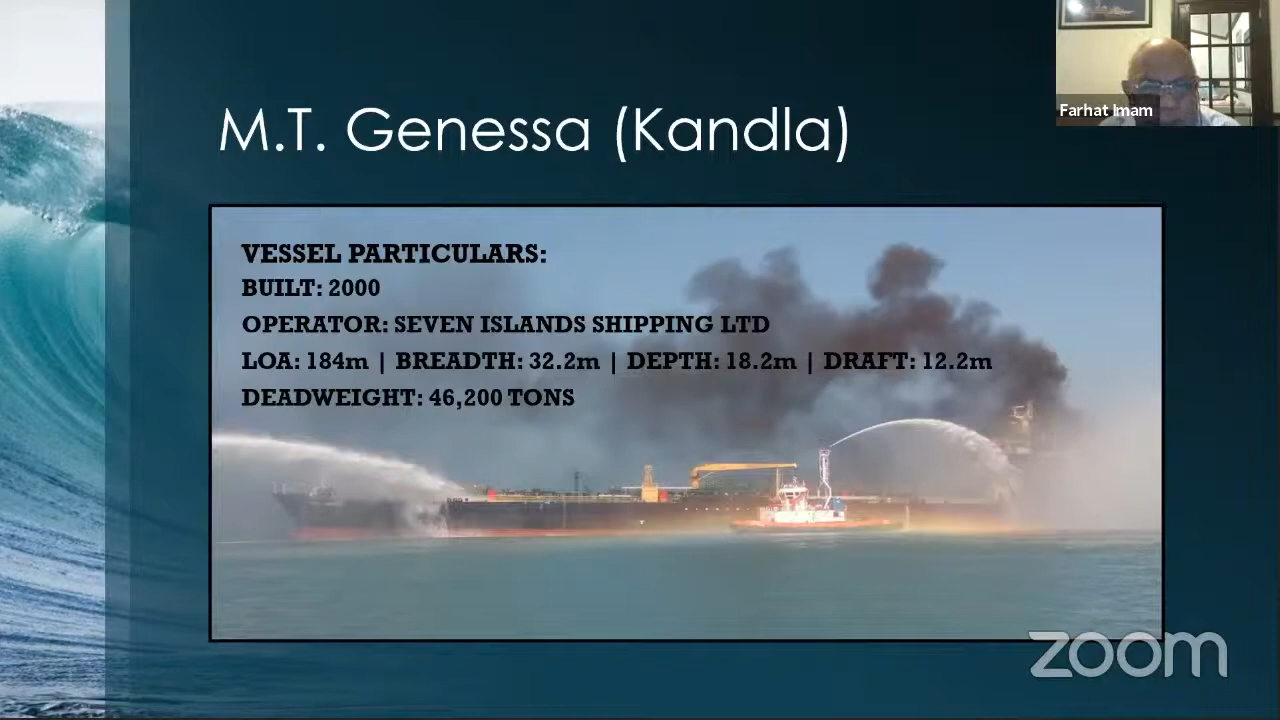 M.T. Genessa (Kandla)
Farhat Imam
VESSEL PARTICULARS:
BUILT: 2000
OPERATOR: SEVEN ISLANDS SHIPPING LTD
LOA: 184m | BREADTH: 32.2m | DEPTH: 18.2m | DRAFT: 12.2m
DEADWEIGHT: 46,200 TONS
zoom